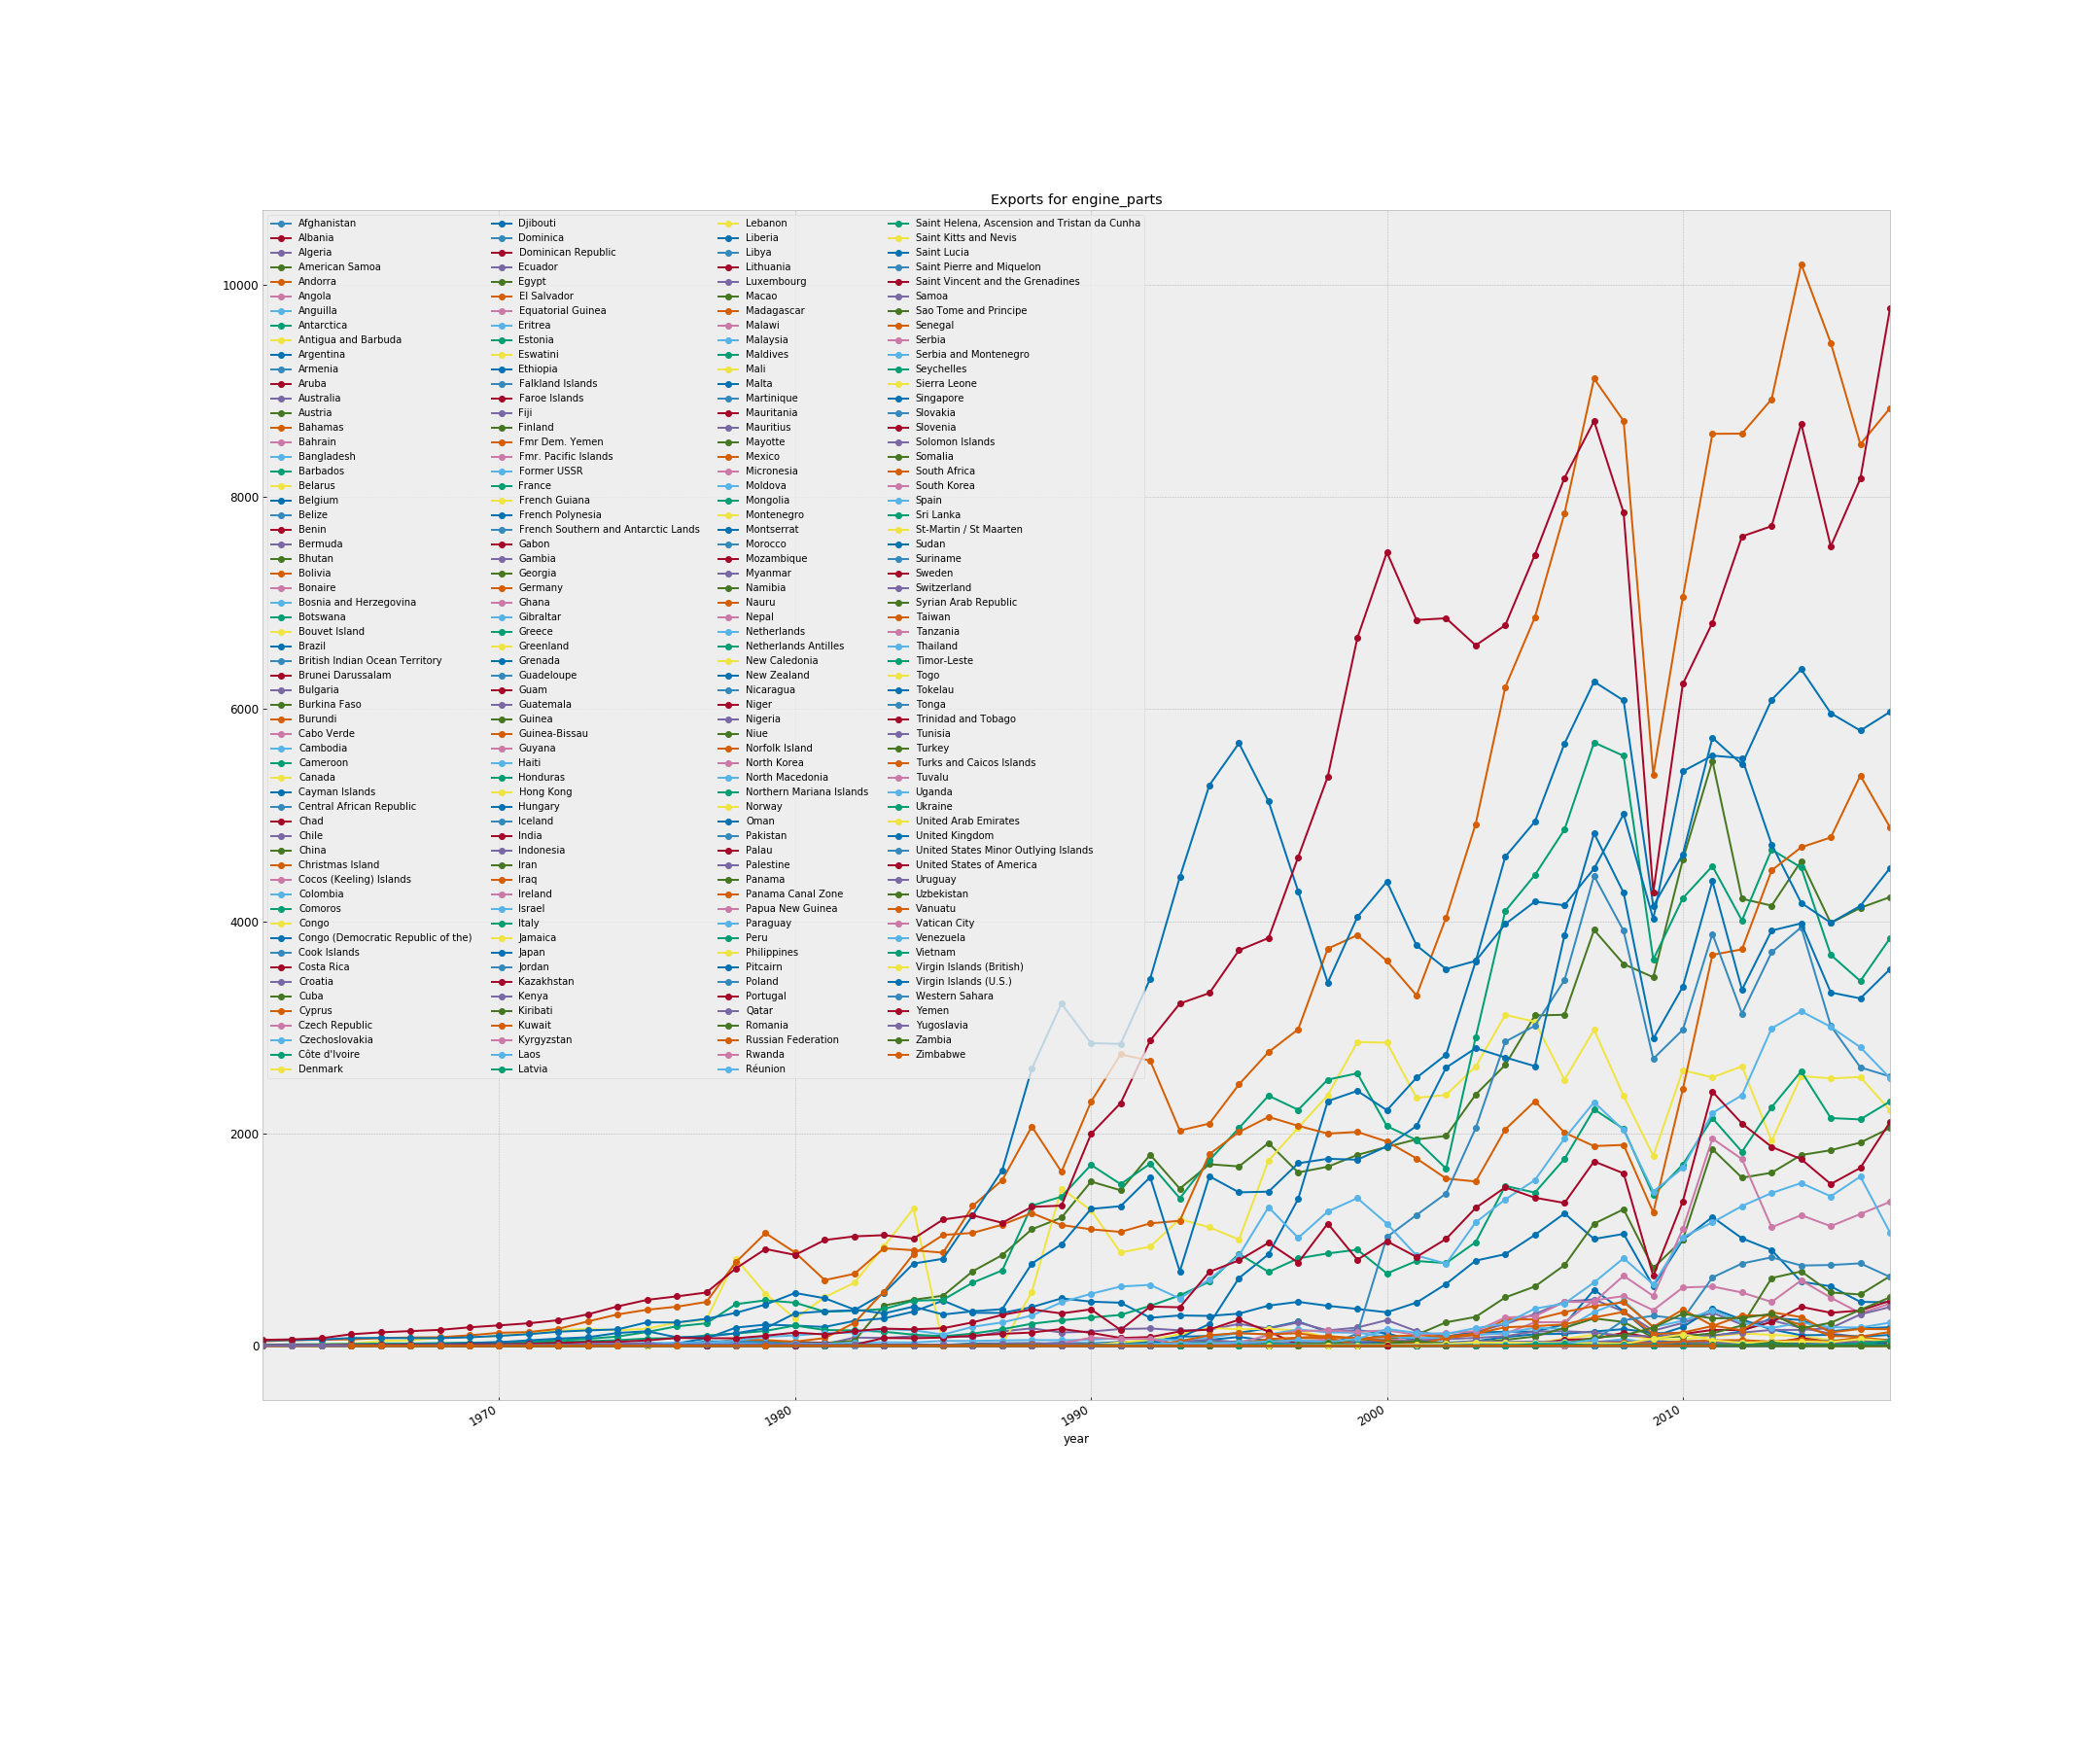 Exports for engine_parts
10000
8000
6000
4000
2000
0
Afghanistan
Albania
Algeria
American Samoa
Andorra
Angola
Anguilla
Antarctica
Antigua and Barbuda
Argentina
Armenia
Aruba
Australia
Austria
Bahamas
Bahrain
Bangladesh
Barbados
Belarus
Belgium
Belize
Benin
Bermuda
Bhutan
Bolivia
Bonaire
Bosnia and Herzegovina
Botswana
Bouvet Island
Brazil
British Indian Ocean Territory
Brunei Darussalam
Bulgaria
Burkina Faso
Burundi
Cabo Verde
Cambodia
Cameroon
Canada
Cayman Islands
Central African Republic
Chad
Chile
China
Christmas Island
Cocos (Keeling) Islands
Colombia
Comoros
Congo
Congo (Democratic Republic of the)
Cook Islands
Costa Rica
Croatia
Cuba
Cyprus
Czech Republic
Czechoslovakia
Côte d'Ivoire
Denmark
Djibouti
Dominica
Dominican Republic
Ecuador
Egypt
El Salvador
Equatorial Guinea
Eritrea
Estonia
Eswatini
Ethiopia
Falkland Islands
Faroe Islands
Fiji
Finland
Fmr Dem. Yemen
Fmr. Pacific Islands
Former USSR
France
French Guiana
French Polynesia
French Southern and Antarctic Lands
Gabon
Gambia
Georgia
Germany
Ghana
Gibraltar
Greece
Greenland
Grenada
Guadeloupe
Guam
Guatemala
Guinea
Guinea-Bissau
Guyana
Haiti
Honduras
Hong Kong
Hungary
Iceland
India
Indonesia
Iran
Iraq
Ireland
Israel
Italy
Jamaica
Japan
Jordan
Kazakhstan
Kenya
Kiribati
Kuwait
Kyrgyzstan
Laos
Latvia
Lebanon
Liberia
Libya
Lithuania
Luxembourg
Macao
Madagascar
Malawi
Malaysia
Maldives
Mali
Malta
Martinique
Mauritania
Mauritius
Mayotte
Mexico
Micronesia
Moldova
Mongolia
Montenegro
Montserrat
Morocco
Mozambique
Myanmar
Namibia
Nauru
Nepal
Netherlands
Netherlands Antilles
New Caledonia
New Zealand
Nicaragua
Niger
Nigeria
Niue
Norfolk Island
North Korea
North Macedonia
Northern Mariana Islands
Norway
Oman
Pakistan
Palau
Palestine
Panama
Panama Canal Zone
Papua New Guinea
Paraguay
Peru
Philippines
Pitcairn
Poland
Portugal
Qatar
Romania
Russian Federation
Rwanda
Réunion
Saint Helena, Ascension and Tristan da Cunha
Saint Kitts and Nevis
Saint Lucia
Saint Pierre and Miquelon
Saint Vincent and the Grenadines
Samoa
Sao Tome and Principe
Senegal
Serbia
Serbia and Montenegro
Seychelles
Sierra Leone
Singapore
Slovakia
Slovenia
Solomon Islands
Somalia
South Africa
South Korea
Spain
Sri Lanka
St-Martin / St Maarten
Sudan
Suriname
Sweden
Switzerland
Syrian Arab Republic
Taiwan
Tanzania
Thailand
Timor-Leste
Togo
Tokelau
Tonga
Trinidad and Tobago
Tunisia
Turkey
Turks and Caicos Islands
Tuvalu
Uganda
Ukraine
United Arab Emirates
United Kingdom
United States Minor Outlying Islands
United States of America
Uruguay
Uzbekistan
Vanuatu
Vatican City
Venezuela
Vietnam
Virgin Islands (British)
Virgin Islands (U.S.)
Western Sahara
Yemen
Yugoslavia
Zambia
Zimbabwe
1970
1980
1990
2000
2010
year